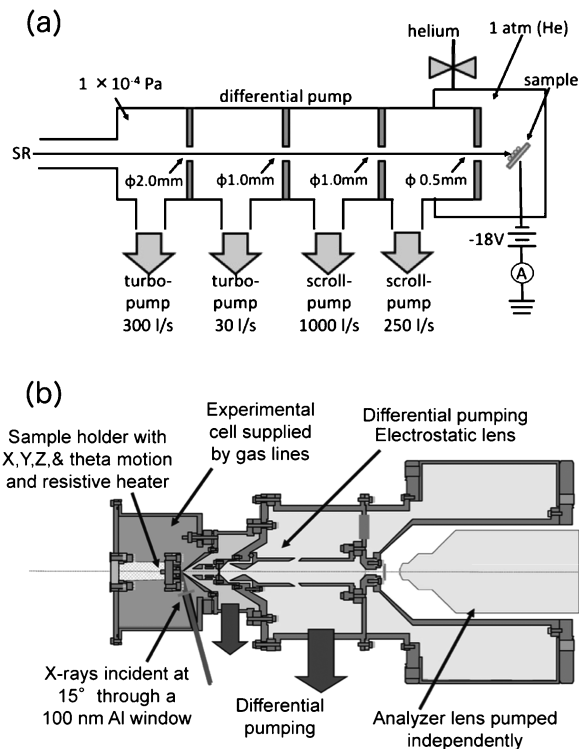 (a)
helium
1 atm (He)
sample
1 × 10⁻⁴ Pa
differential pump
SR
ϕ2.0mm
ϕ1.0mm
ϕ1.0mm
ϕ 0.5mm
-18V
A
turbo-
pump
300 l/s
turbo-
pump
30 l/s
scroll-
pump
1000 l/s
scroll-
pump
250 l/s
(b)
Experimental
cell supplied
by gas lines
Differential pumping
Electrostatic lens
Sample holder with
X,Y,Z,& theta motion
and resistive heater
X-rays incident at
15° through a
100 nm Al window
Differential
pumping
Analyzer lens pumped
independently